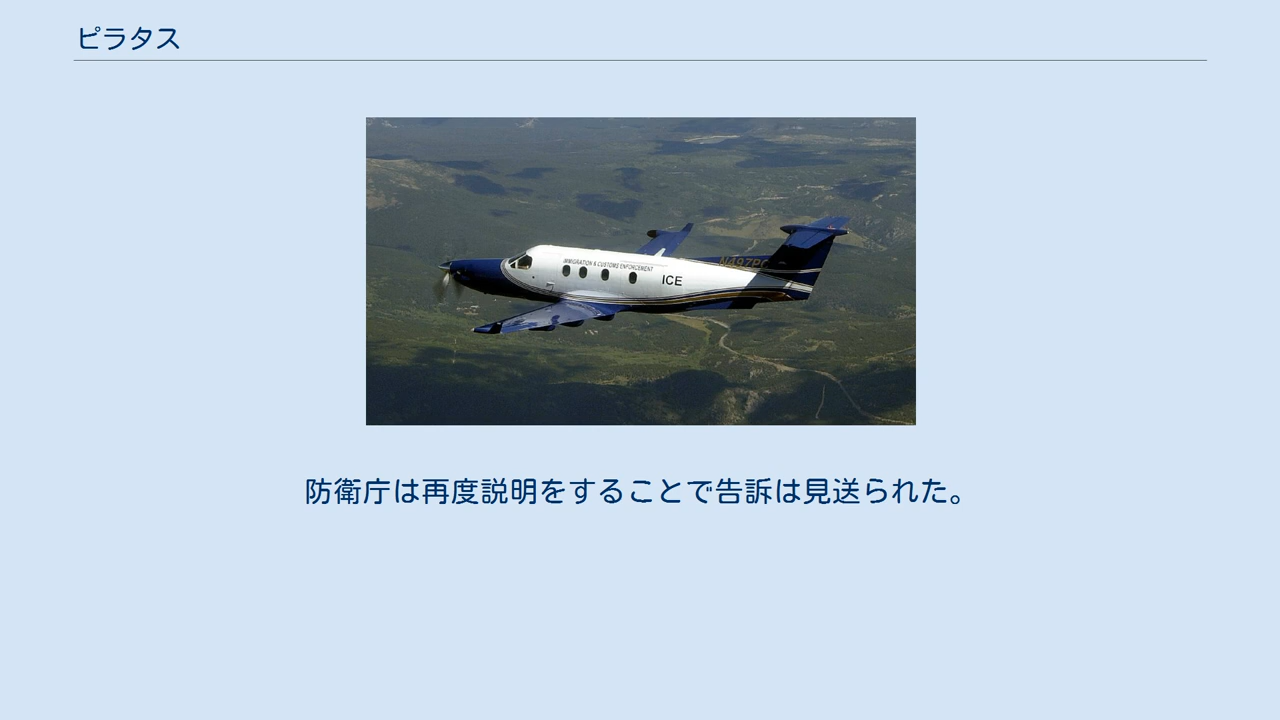 ピラタス
IMMIGRATION & CUSTOMS ENFORCEMENT
ICE
N497PC
防衛庁は再度説明をすることで告訴は見送られた。